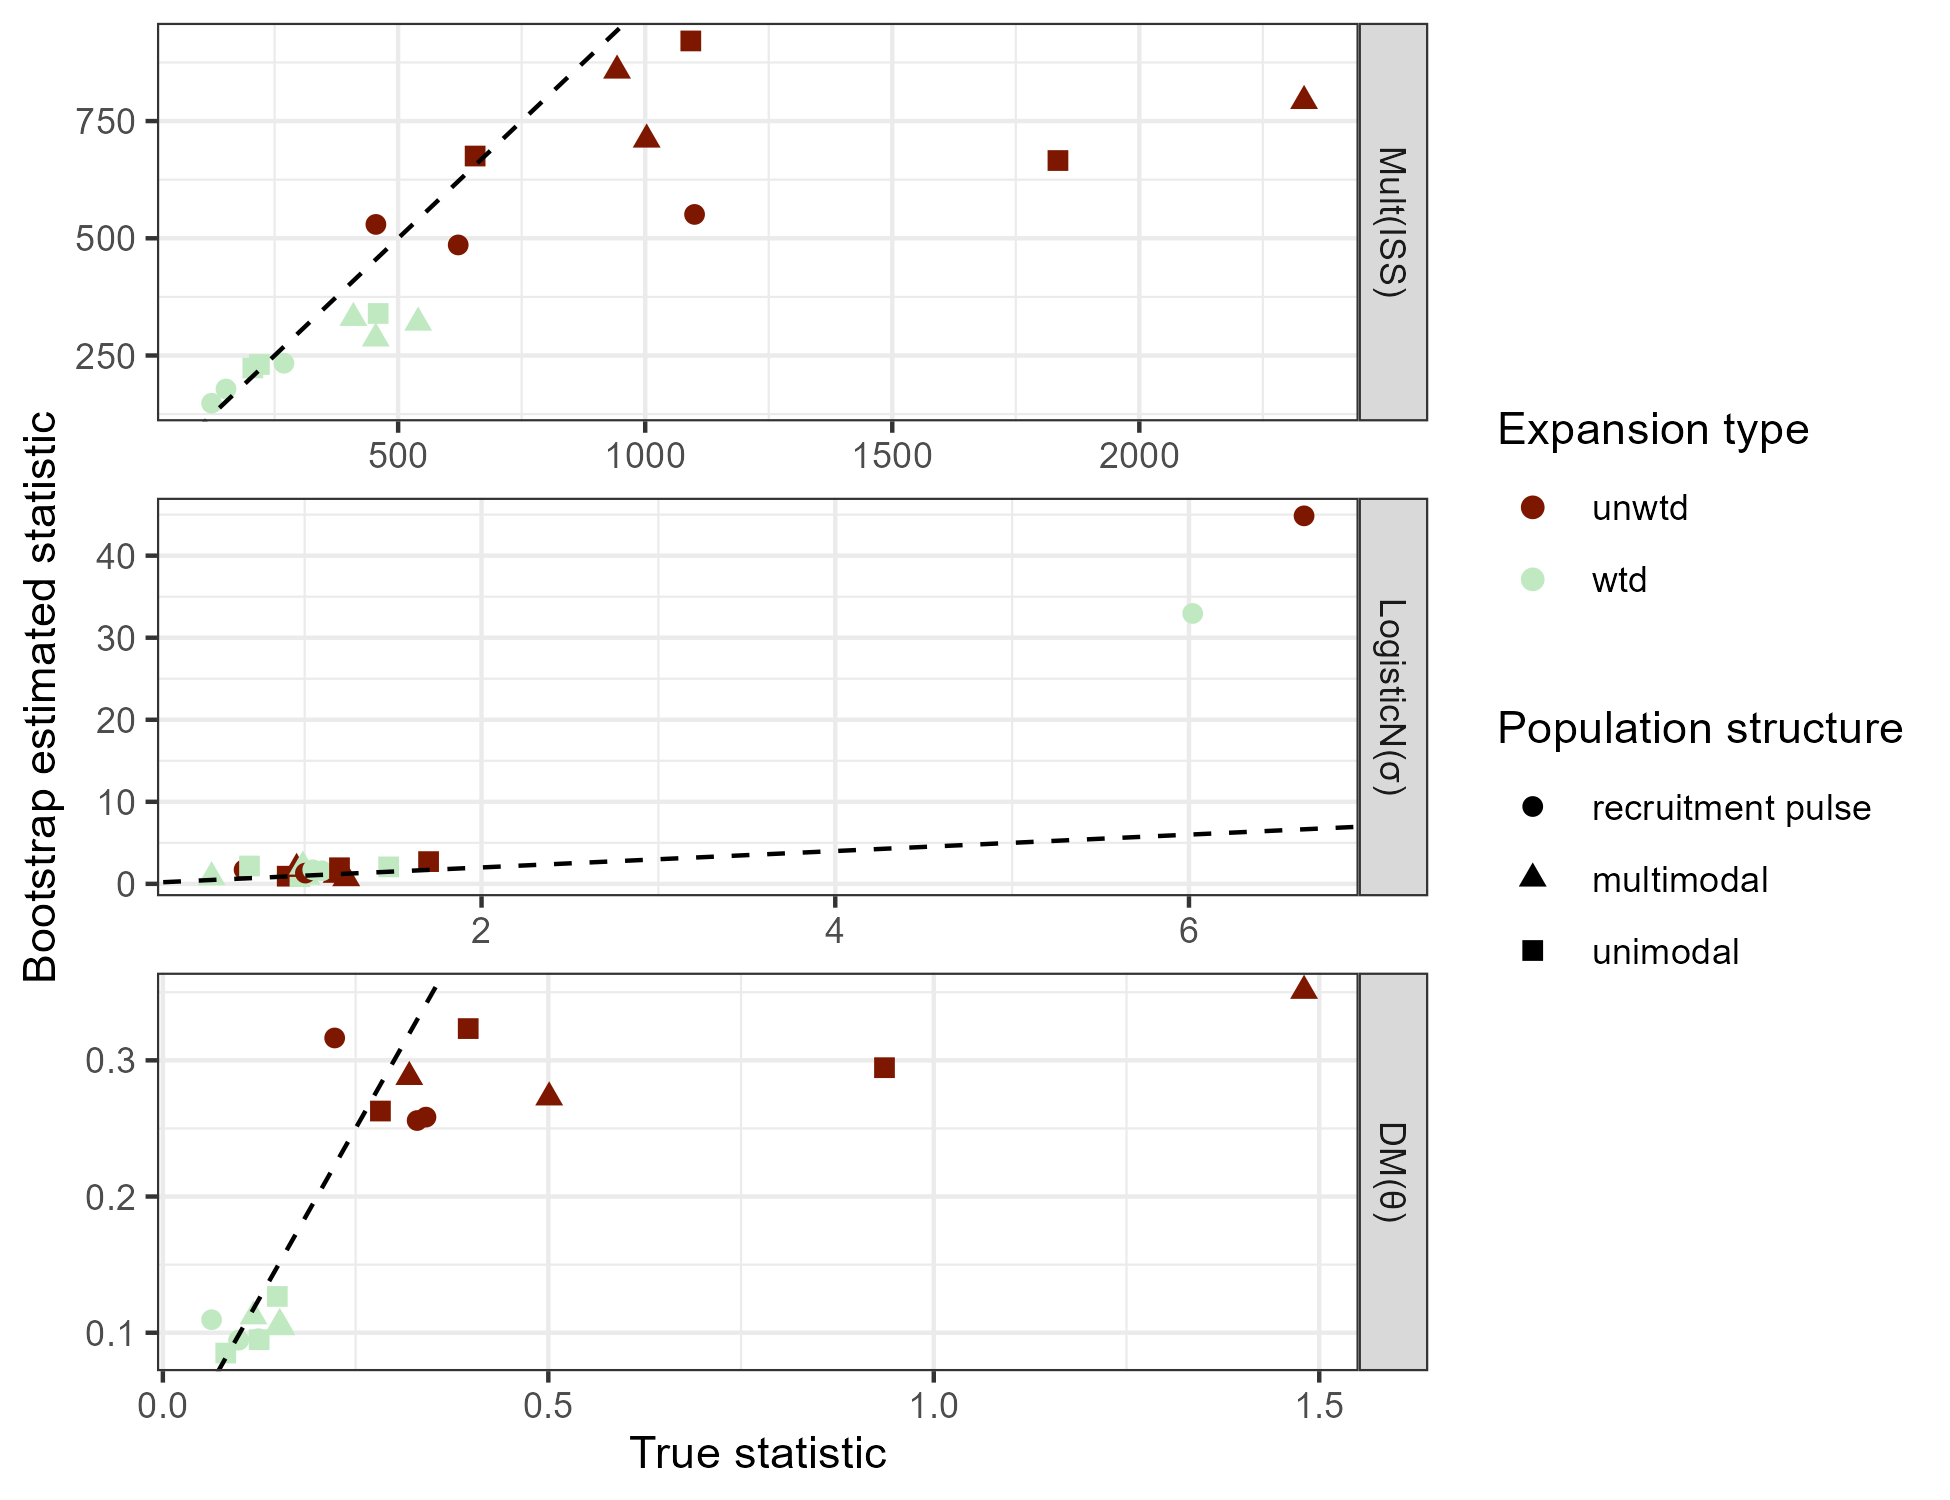 Bootstrap estimated statistic
750
500
250
500
1000
1500
2000
Mult(ISS)
40
30
20
10
0
2
4
6
LogisticN(σ)
0.3
0.2
0.1
0.0
0.5
1.0
1.5
DM(θ)
True statistic
Expansion type
unwtd
wtd
Population structure
recruitment pulse
multimodal
unimodal